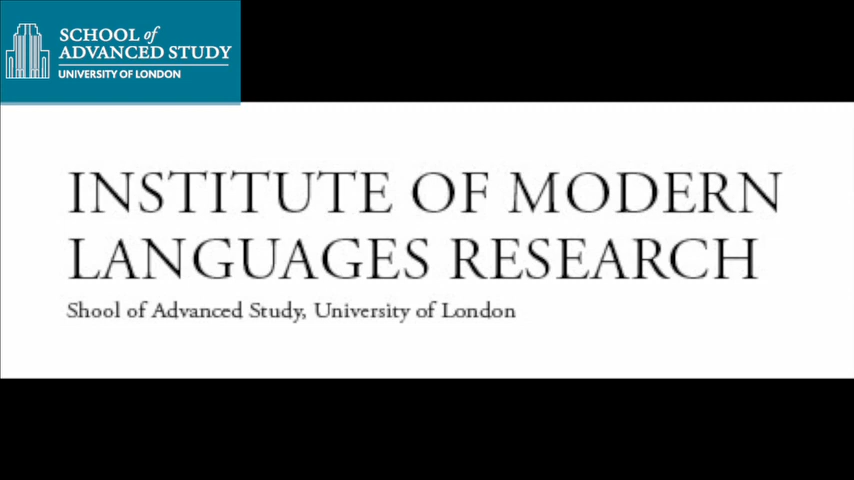 SCHOOL of
ADVANCED STUDY
UNIVERSITY OF LONDON
INSTITUTE OF MODERN
LANGUAGES RESEARCH
Shool of Advanced Study, University of London